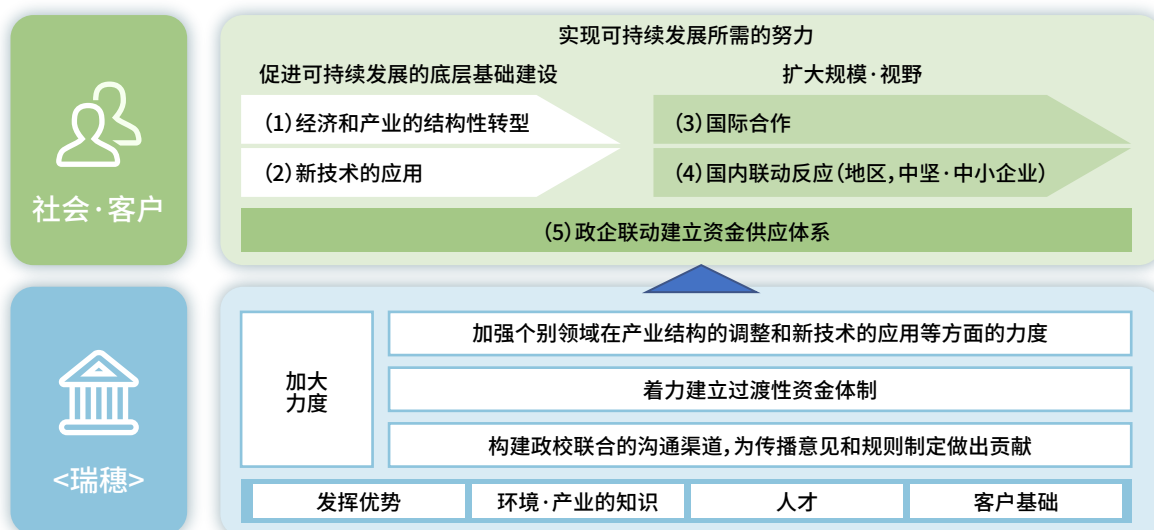 实现可持续发展所需的努力
促进可持续发展的底层基础建设
扩大规模·视野
(1)经济和产业的结构性转型
(3)国际合作
(2)新技术的应用
(4)国内联动反应(地区,中坚·中小企业)
社会·客户
(5)政企联动建立资金供应体系
加强个别领域在产业结构的调整和新技术的应用等方面的力度
加大
力度
着力建立过渡性资金体制
构建政校联合的沟通渠道,为传播意见和规则制定做出贡献
<瑞穗>
发挥优势
环境·产业的知识
人才
客户基础